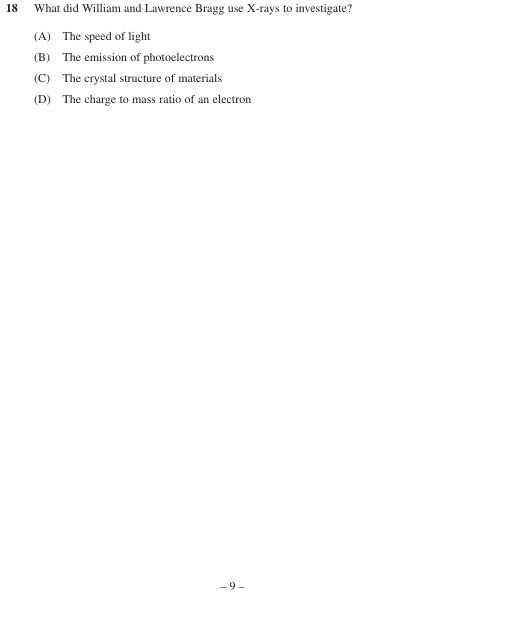 18 What did William and Lawrence Bragg use X-rays to investigate?
(A) The speed of light
(B) The emission of photoelectrons
(C) The crystal structure of materials
(D) The charge to mass ratio of an electron
– 9 –